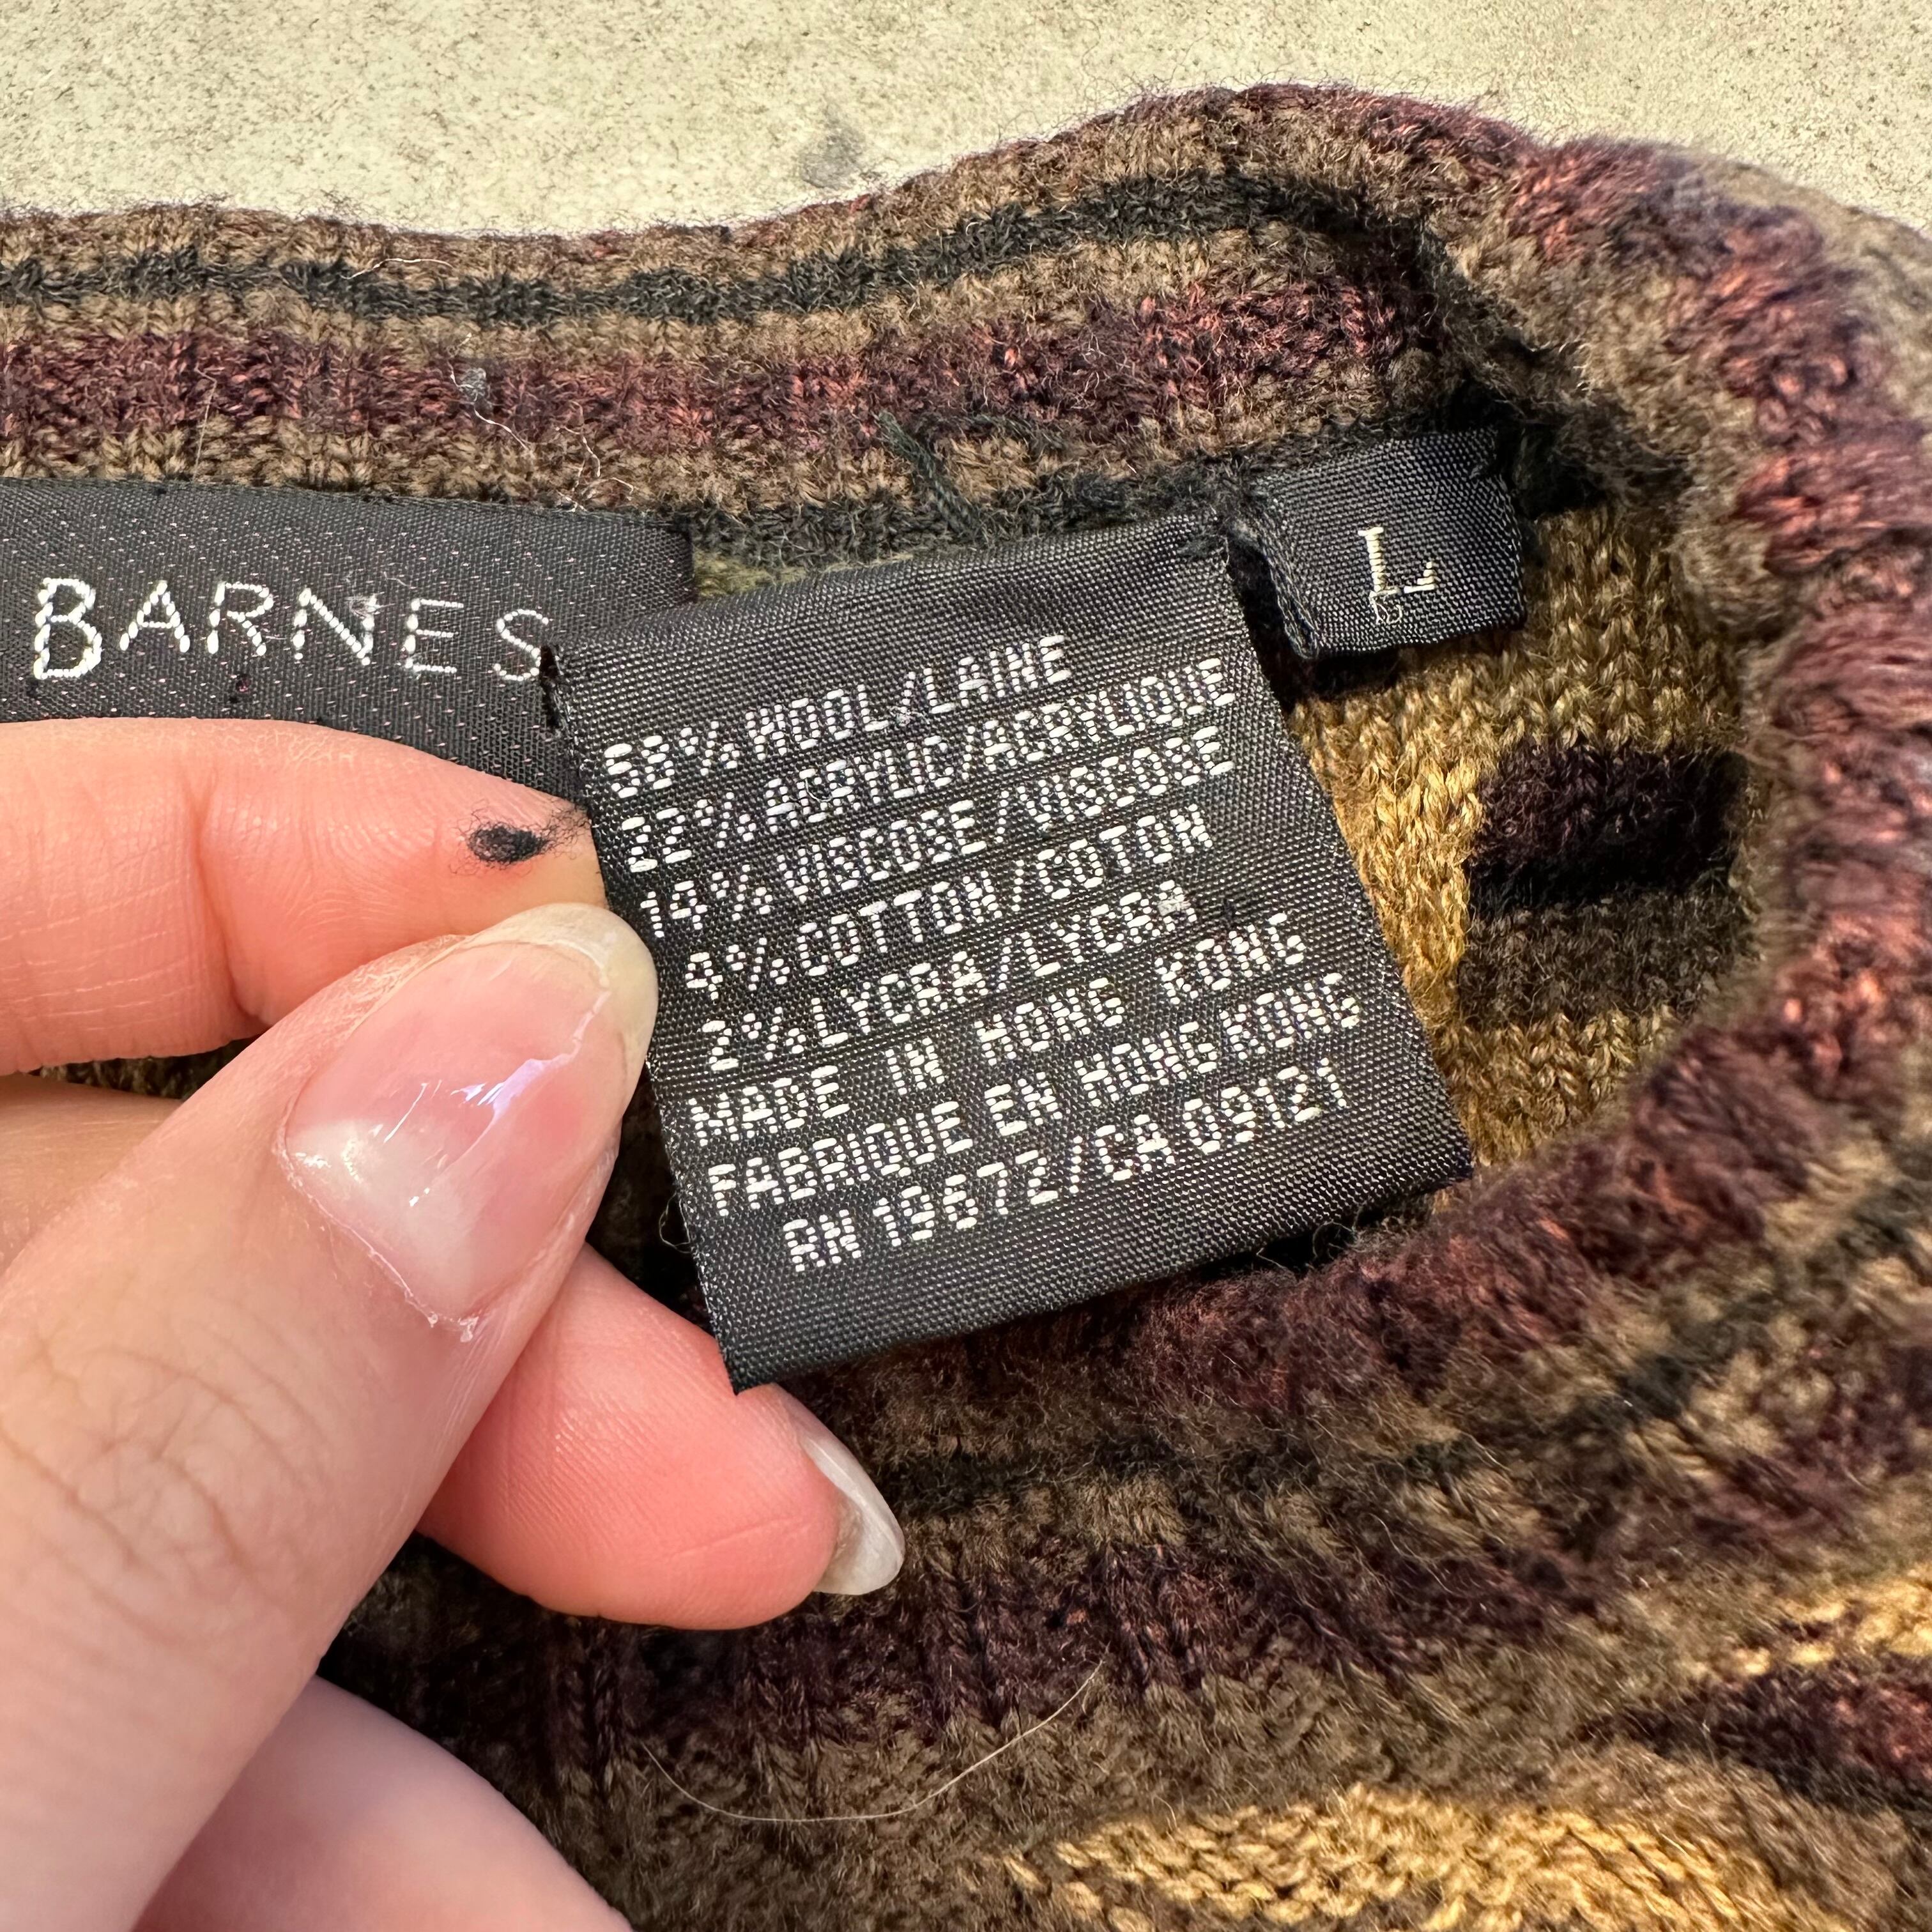 BARNES
L
58% WOOL/LAINE
22% ACRYLIC/ACRYLIQUE
14% VISCOSE/VISCOSE
4% COTTON/COTON
2% LYCRA/LYCRA
MADE IN HONG KONG
FABRIQUE EN HONG KONG
RN 19672/CA 09121